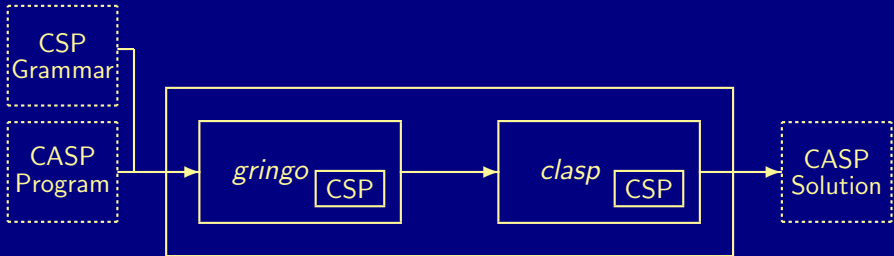 CSP
Grammar
CASP
Program
gringo
CSP
clasp
CSP
CASP
Solution